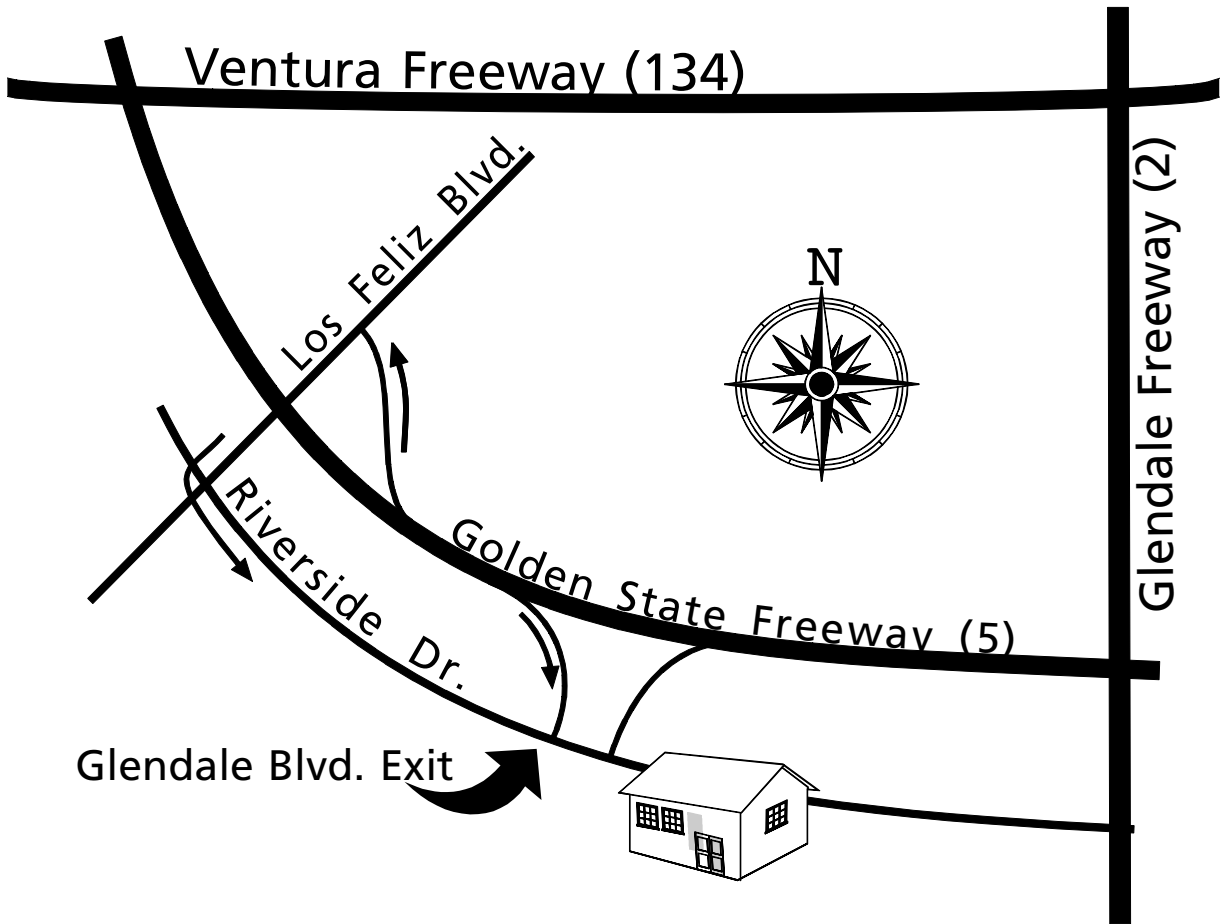 Ventura Freeway (134)
Los Feliz Blvd.
N
Glendale Freeway (2)
Riverside Dr.
Golden State Freeway (5)
Glendale Blvd. Exit